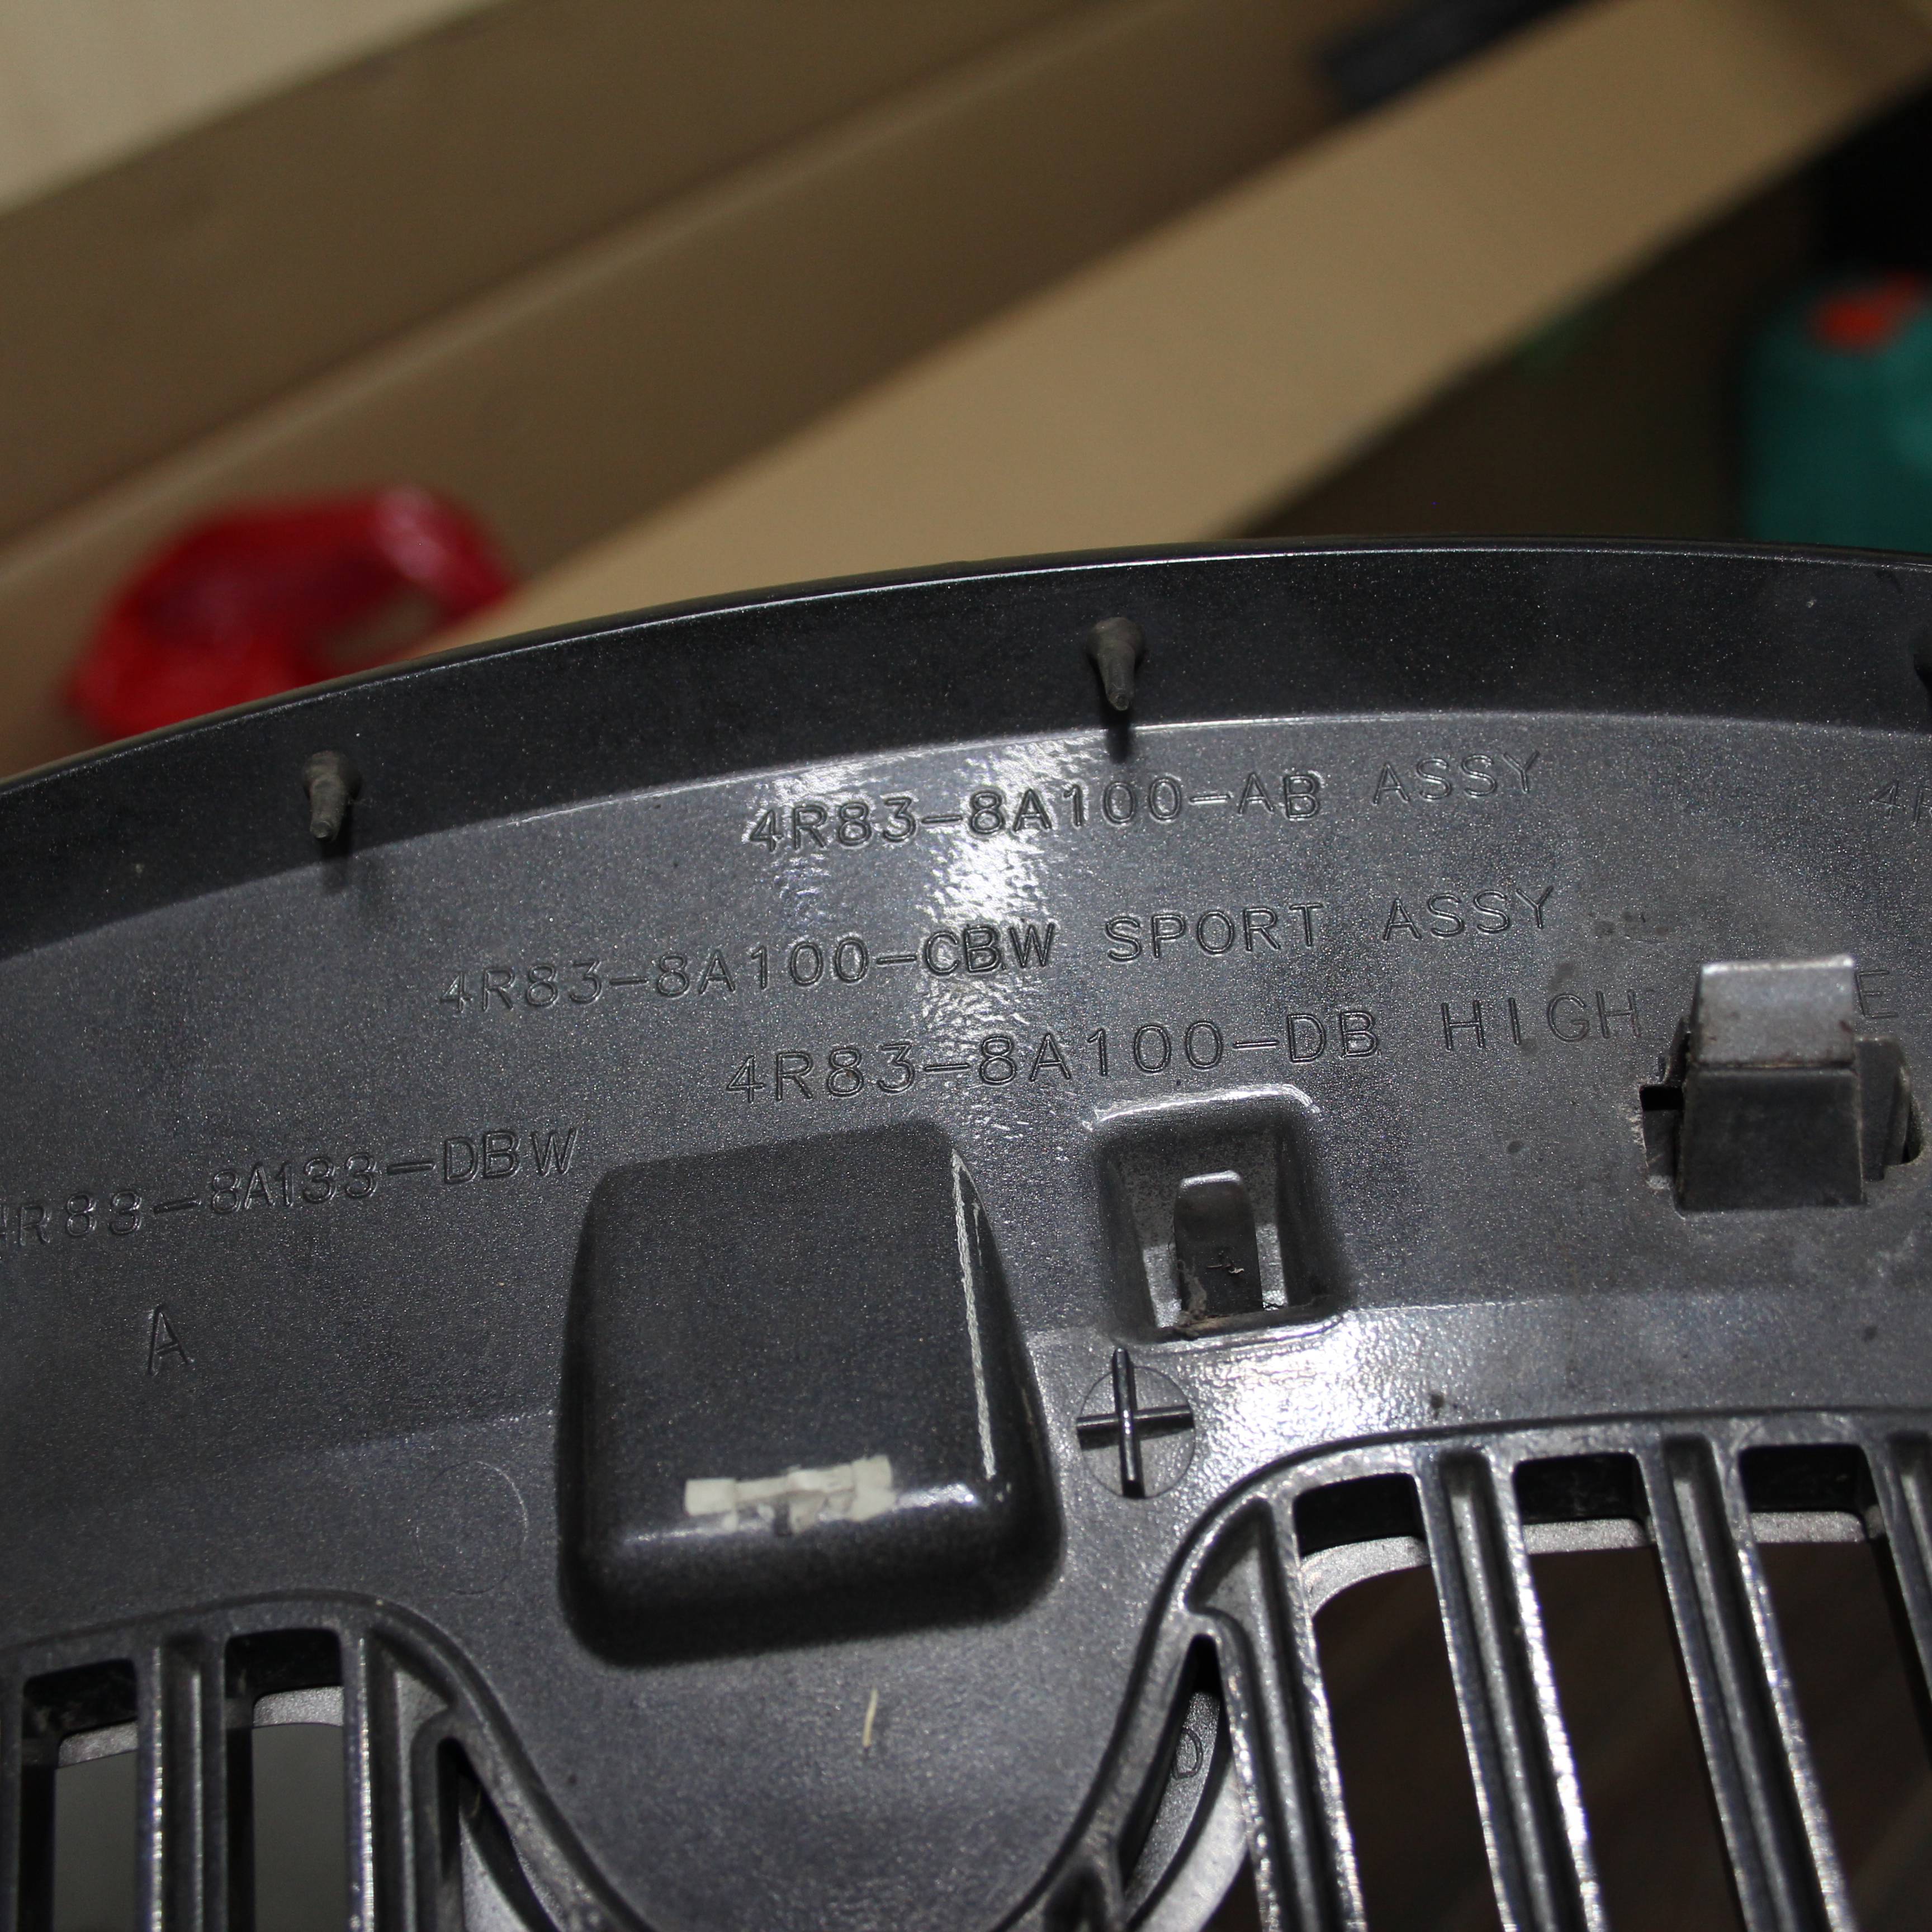 4R83-8A100-AB ASSY
4R83-8A100-CBW SPORT ASSY
4R83-8A100-DB HIGH
4R83-8A133-DBW
A
D